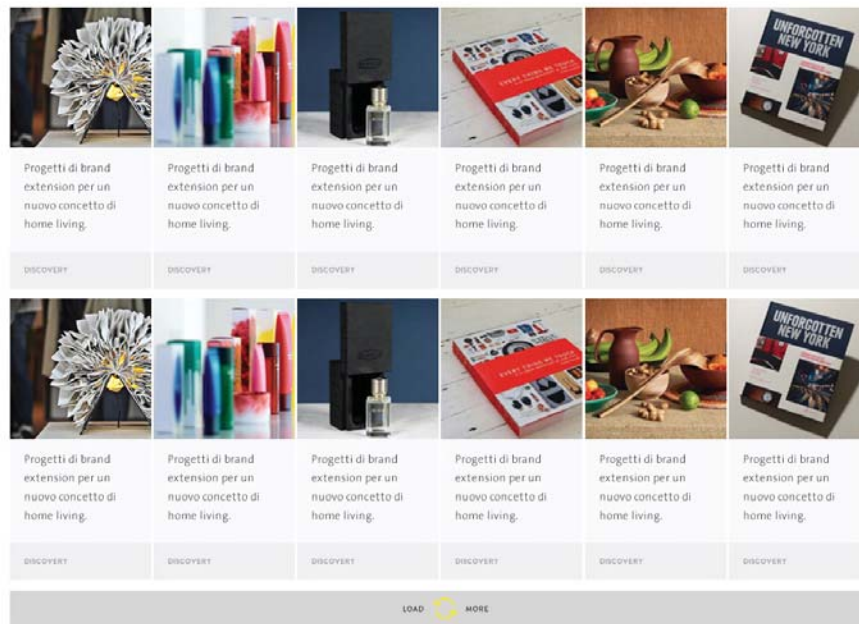 UNFORGOTTEN
NEW YORK
EVERY THING WE TOUCH
Progetti di brand
extension per un
nuovo concetto di
home living.
DISCOVERY
Progetti di brand
extension per un
nuovo concetto di
home living.
DISCOVERY
Progetti di brand
extension per un
nuovo concetto di
home living.
DISCOVERY
Progetti di brand
extension per un
nuovo concetto di
home living.
DISCOVERY
Progetti di brand
extension per un
nuovo concetto di
home living.
DISCOVERY
Progetti di brand
extension per un
nuovo concetto di
home living.
DISCOVERY
UNFORGOTTEN
NEW YORK
EVERY THING WE TOUCH
Progetti di brand
extension per un
nuovo concetto di
home living.
DISCOVERY
Progetti di brand
extension per un
nuovo concetto di
home living.
DISCOVERY
Progetti di brand
extension per un
nuovo concetto di
home living.
DISCOVERY
Progetti di brand
extension per un
nuovo concetto di
home living.
DISCOVERY
Progetti di brand
extension per un
nuovo concetto di
home living.
DISCOVERY
Progetti di brand
extension per un
nuovo concetto di
home living.
DISCOVERY
LOAD MORE